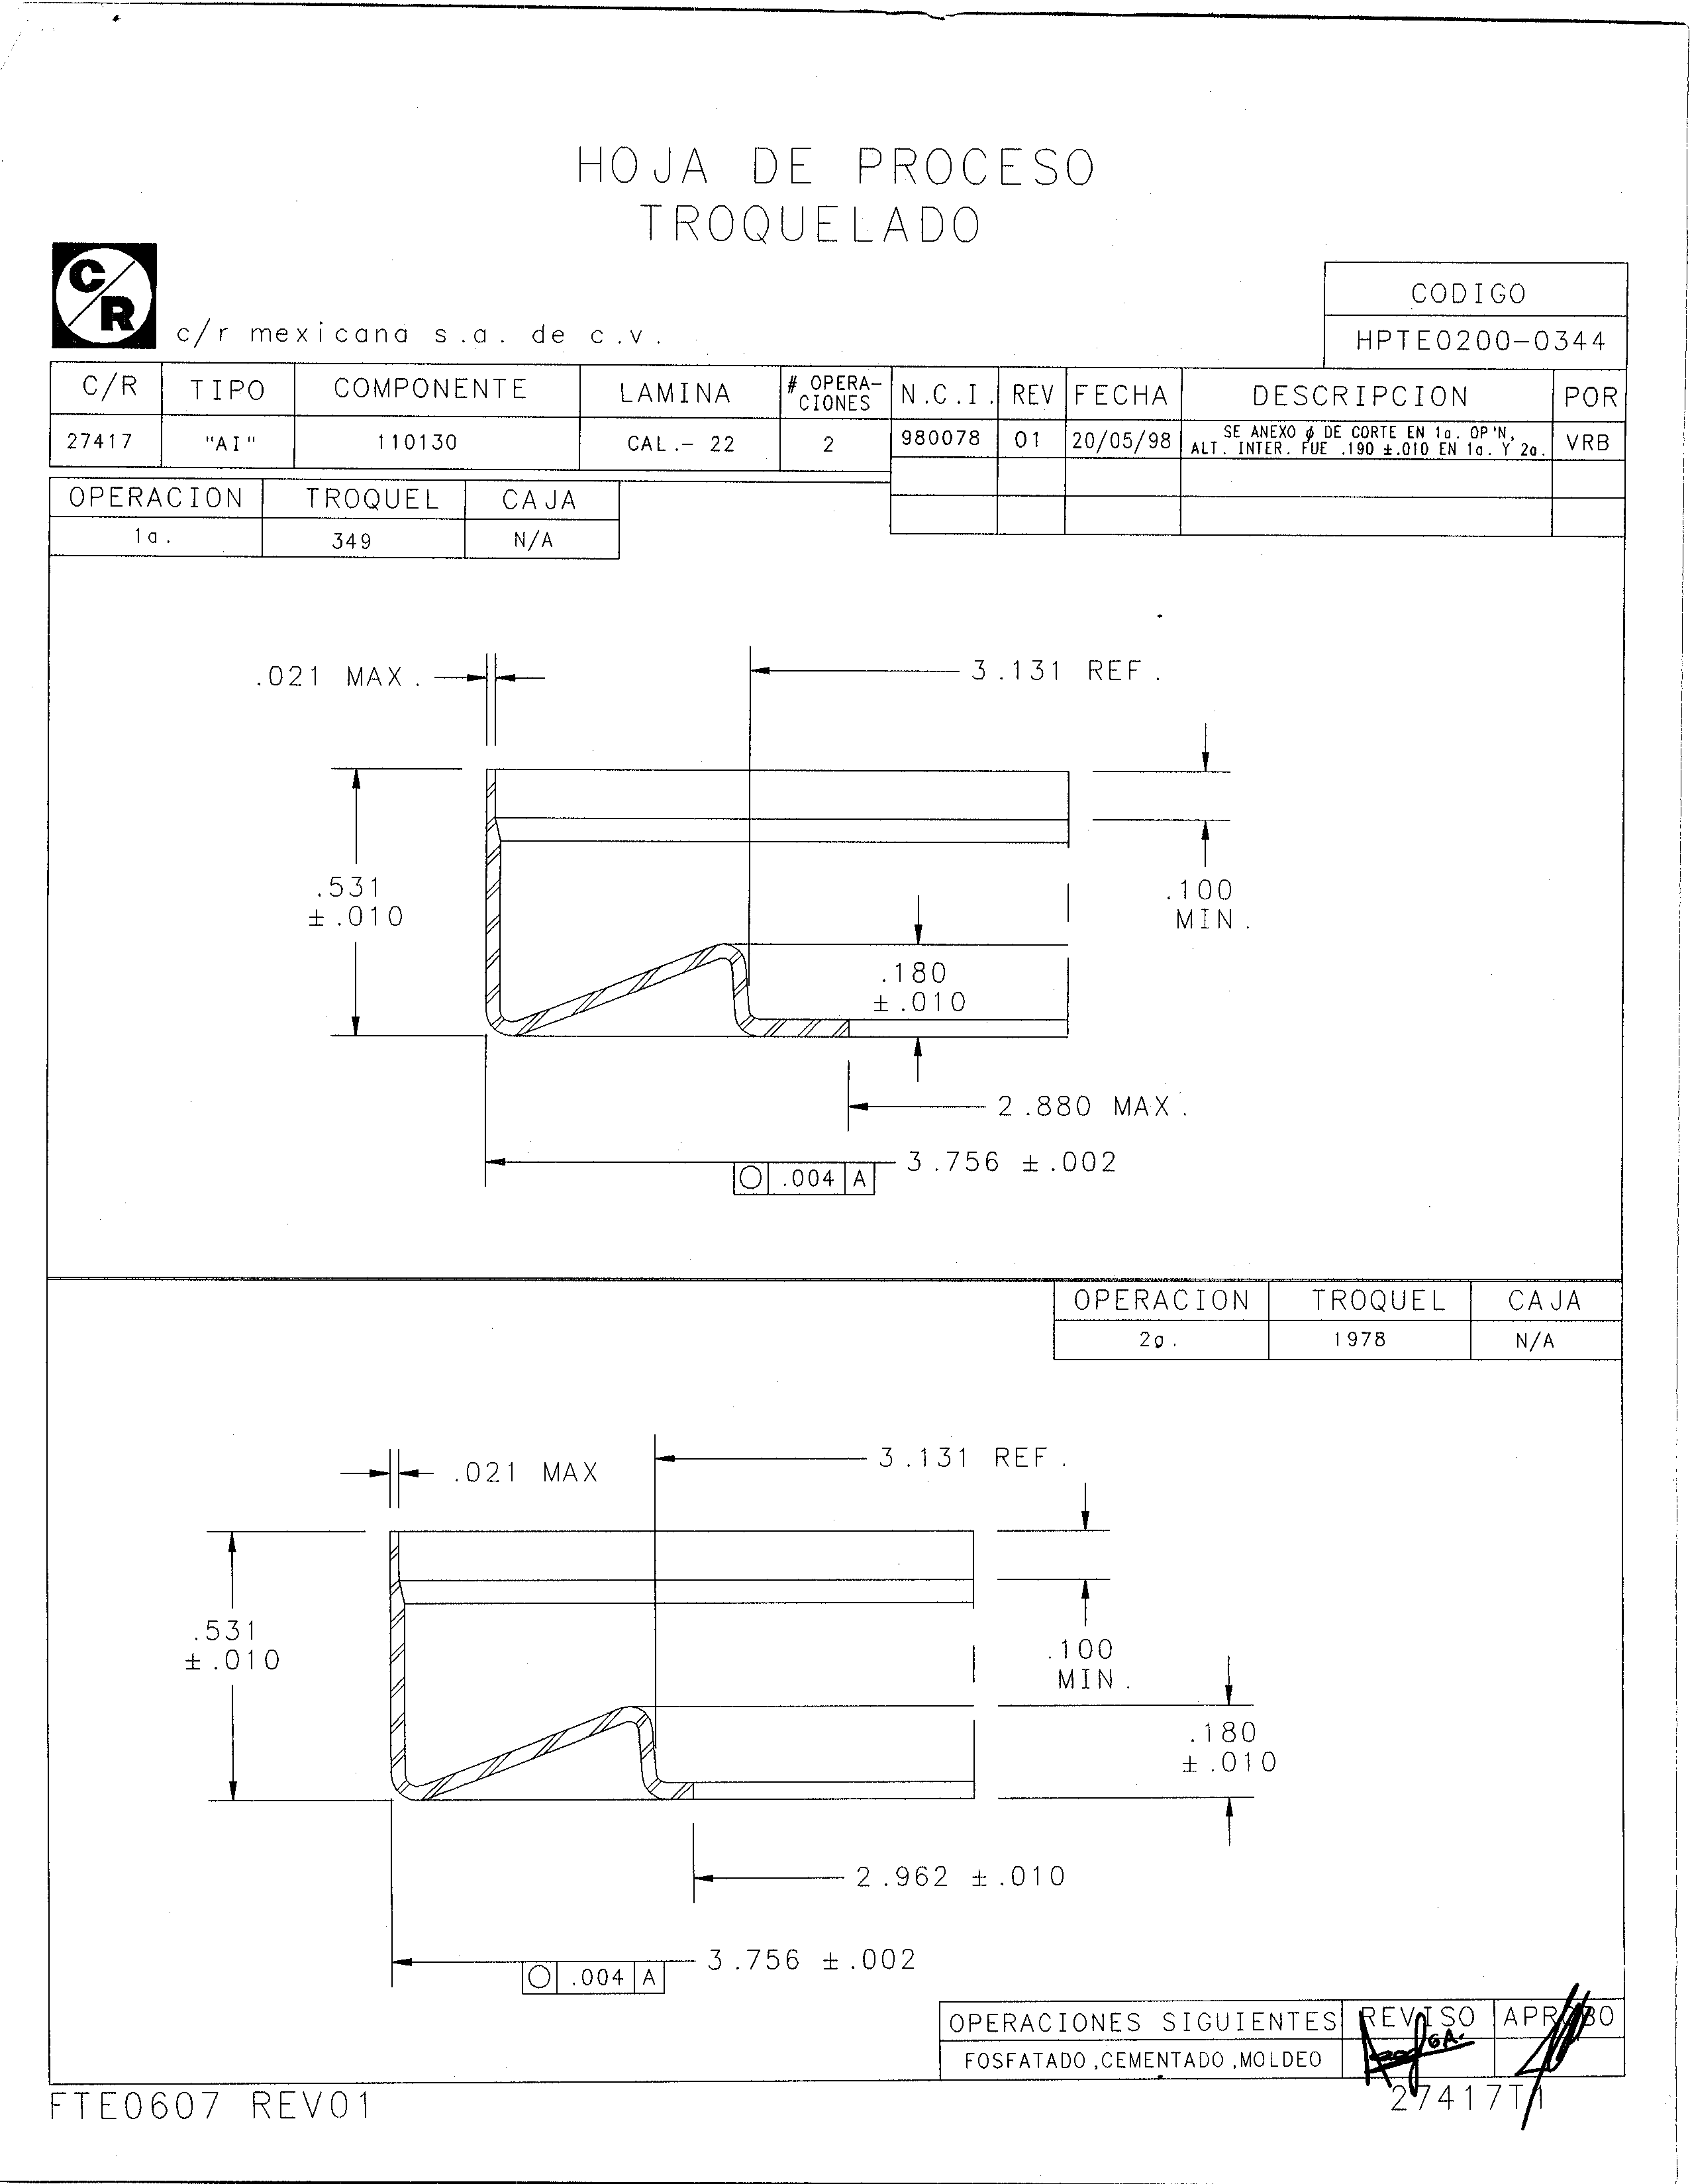 HOJA DE PROCESO
TROQUELADO
C/R
c/r mexicana s.a. de c.v.
CODIGO
HPTE0200-0344
C/R TIPO COMPONENTE LAMINA # OPERA-CIONES N.C.I. REV FECHA DESCRIPCION POR
27417 "AI" 110130 CAL.- 22 2 980078 01 20/05/98 SE ANEXO ϕ DE CORTE EN 1a. OP'N, VRB
ALT. INTER. FUE .190 ±.010 EN 1a. Y 2a.
OPERACION TROQUEL CAJA
1a. 349 N/A
.021 MAX.
3.131 REF.
.531
±.010
.100
MIN.
.180
±.010
2.880 MAX.
3.756 ±.002
.004 A
OPERACION TROQUEL CAJA
2a. 1978 N/A
.021 MAX
3.131 REF.
.531
±.010
.100
MIN.
.180
±.010
2.962 ±.010
3.756 ±.002
.004 A
OPERACIONES SIGUIENTES REVISO APROBO
FOSFATADO,CEMENTADO,MOLDEO
FTE0607 REV01
27417T1